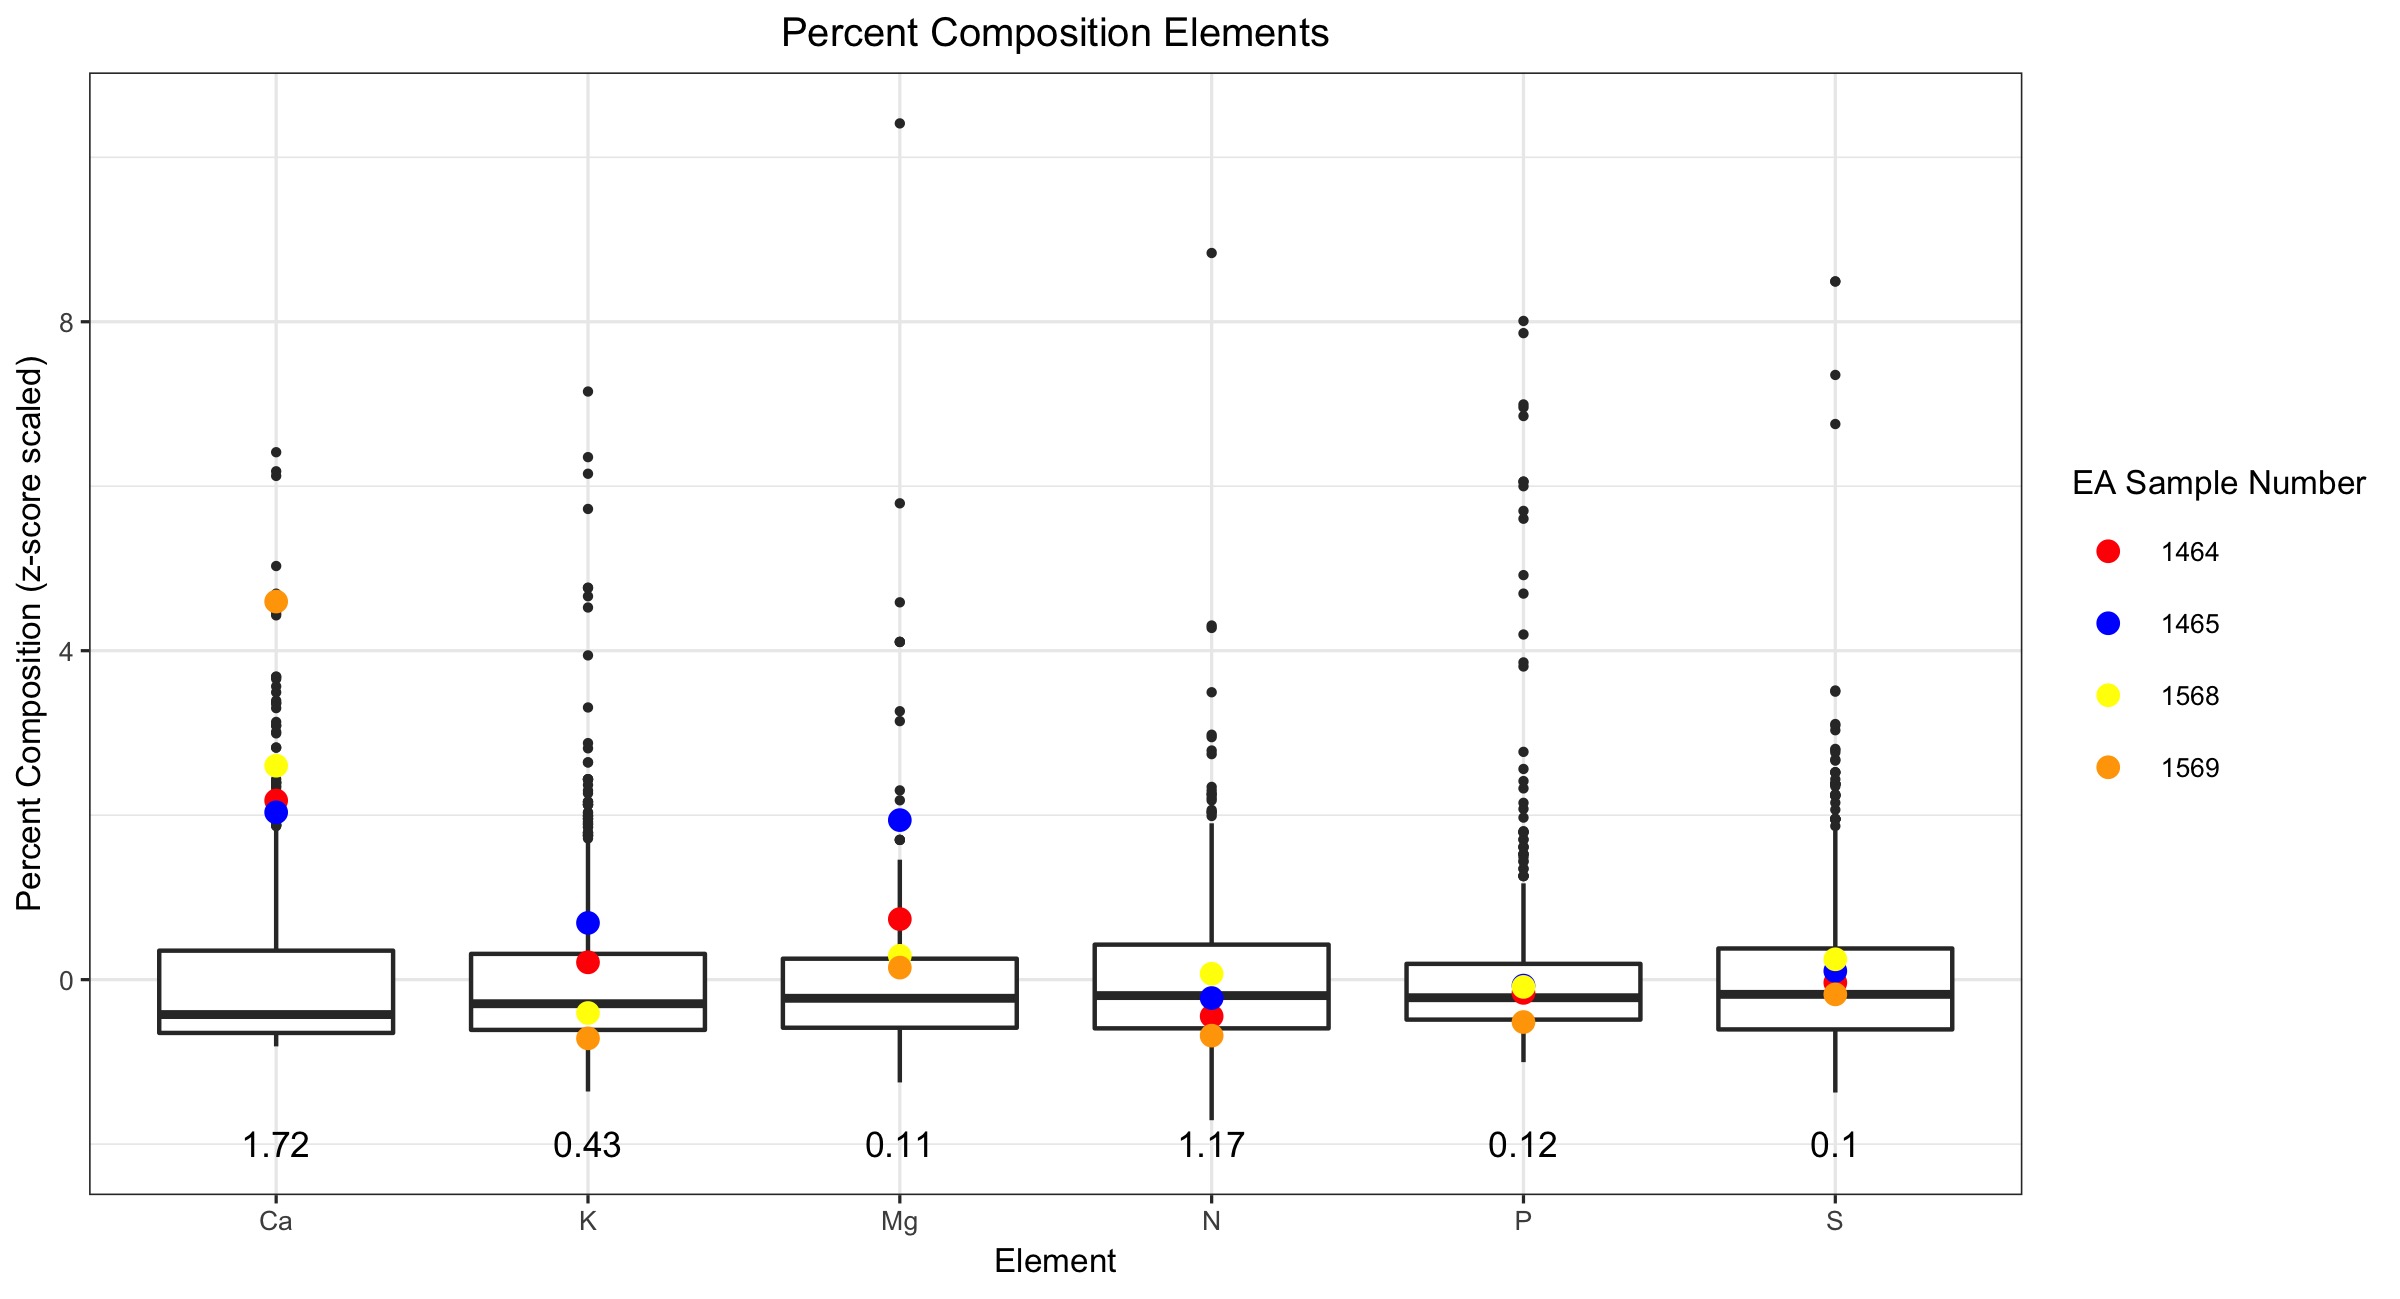 Percent Composition Elements
Percent Composition (z-score scaled)
8
4
0
1.72 0.43 0.11 1.17 0.12 0.1
Ca K Mg N P S
Element
EA Sample Number
1464
1465
1568
1569